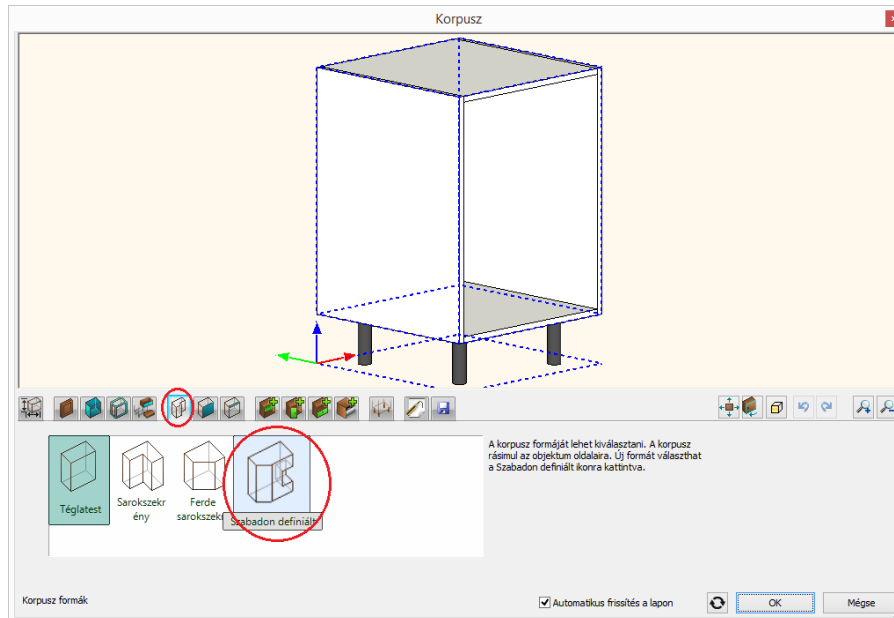 Korpusz
Téglatest
Sarokszekr
ény
Ferde
sarokszek
Szabadon definiált
A korpusz formáját lehet kiválasztani. A korpusz
rásimul az objektum oldalaira. Új formát választhat
a Szabadon definiált ikonra kattintva.
Korpusz formák
Automatikus frissítés a lapon
OK
Mégse